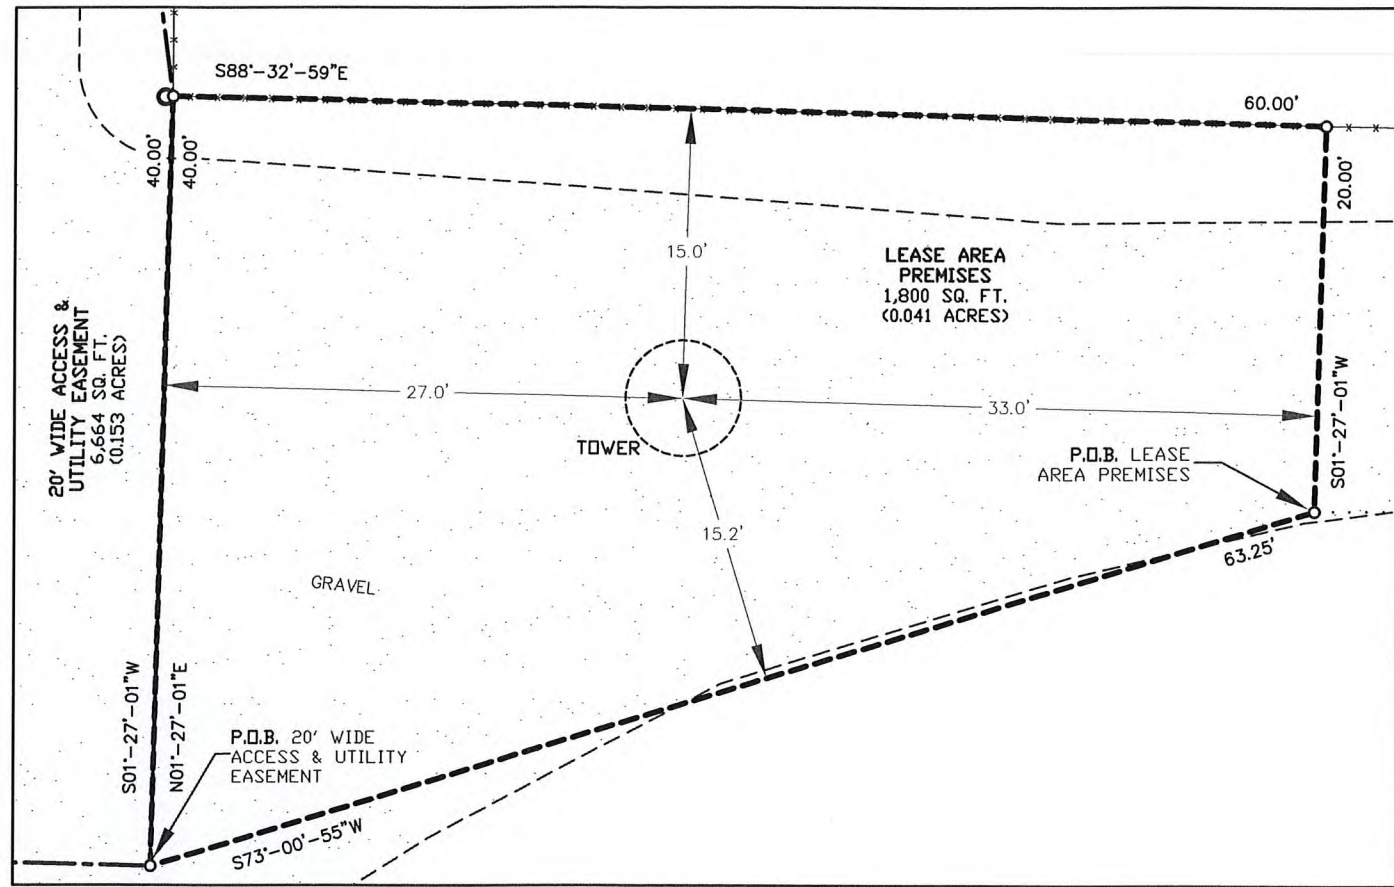 S88°-32'-59"E
60.00'
40.00'
40.00'
20.00'
15.0'
LEASE AREA
PREMISES
1,800 SQ. FT.
(0.041 ACRES)
20' WIDE ACCESS &
UTILITY EASEMENT
6,664 SQ. FT.
(0.153 ACRES)
27.0'
33.0'
TOWER
S01°-27'-01"W
P.O.B. LEASE
AREA PREMISES
15.2'
63.25'
GRAVEL
S01°-27'-01"W
N01°-27'-01"E
P.O.B. 20' WIDE
ACCESS & UTILITY
EASEMENT
S73°-00'-55"W